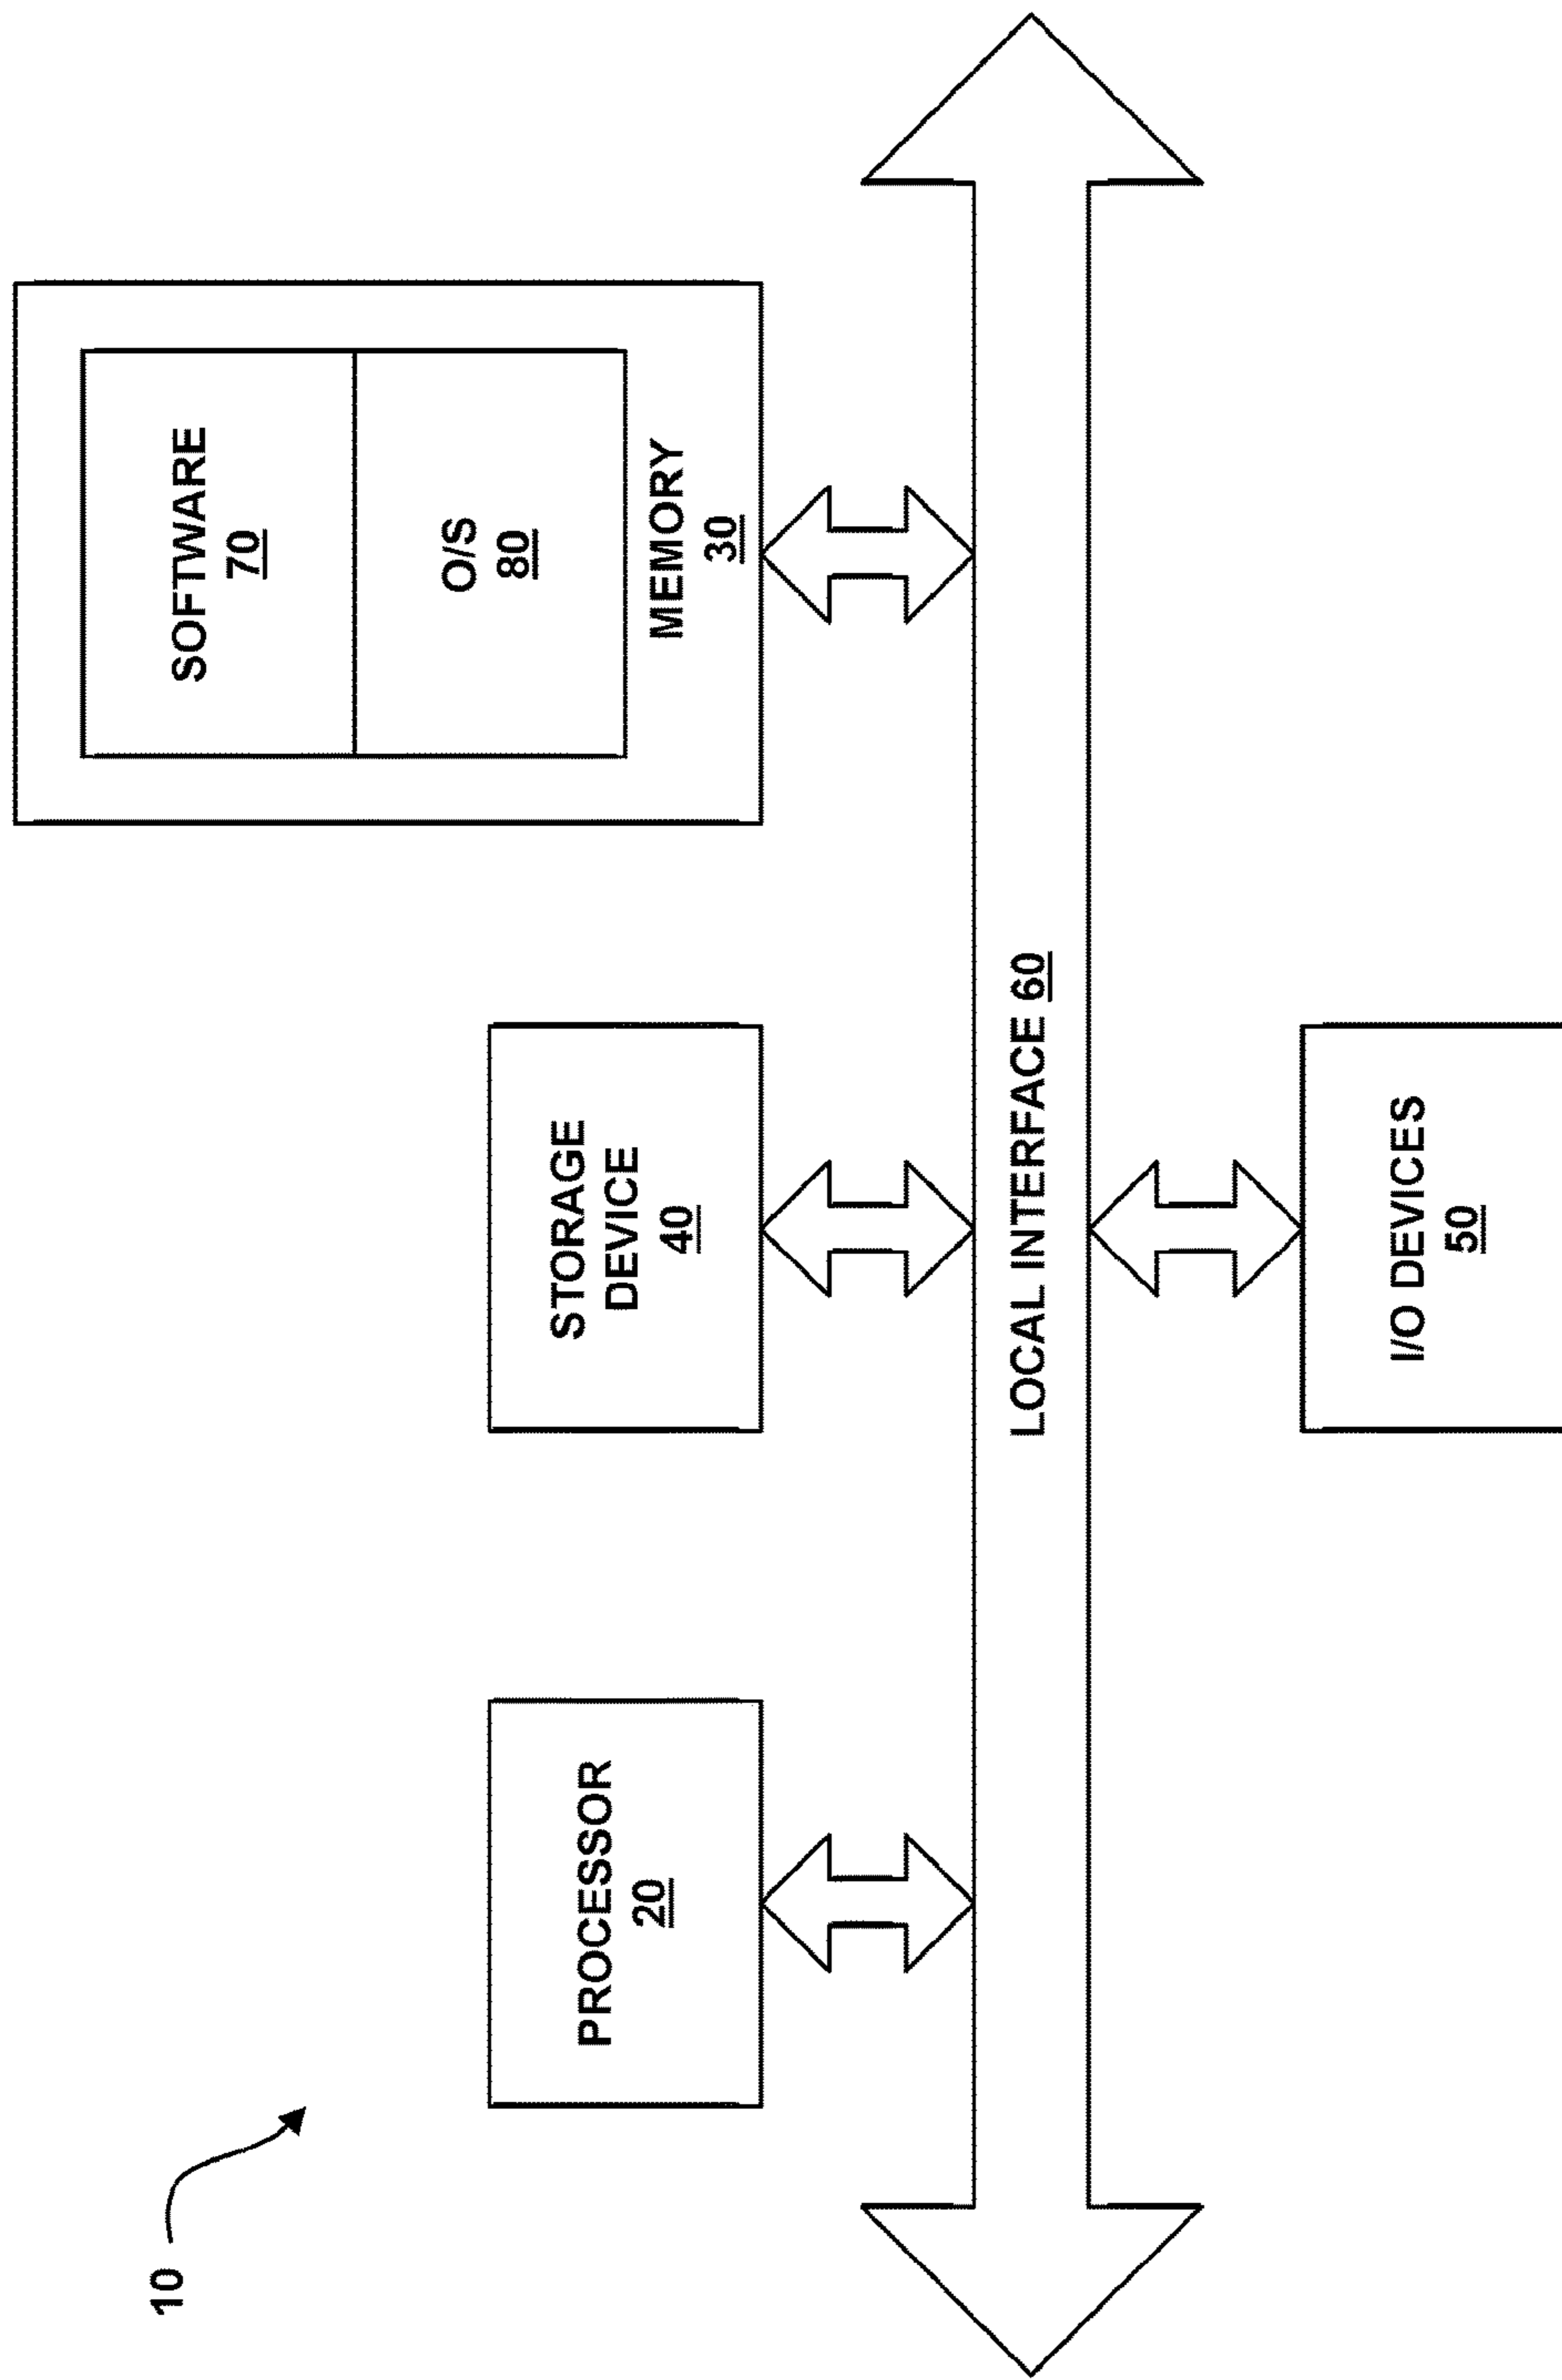 10
PROCESSOR
20
STORAGE
DEVICE
40
SOFTWARE
70
O/S
80
MEMORY
30
LOCAL INTERFACE 60
I/O DEVICES
50